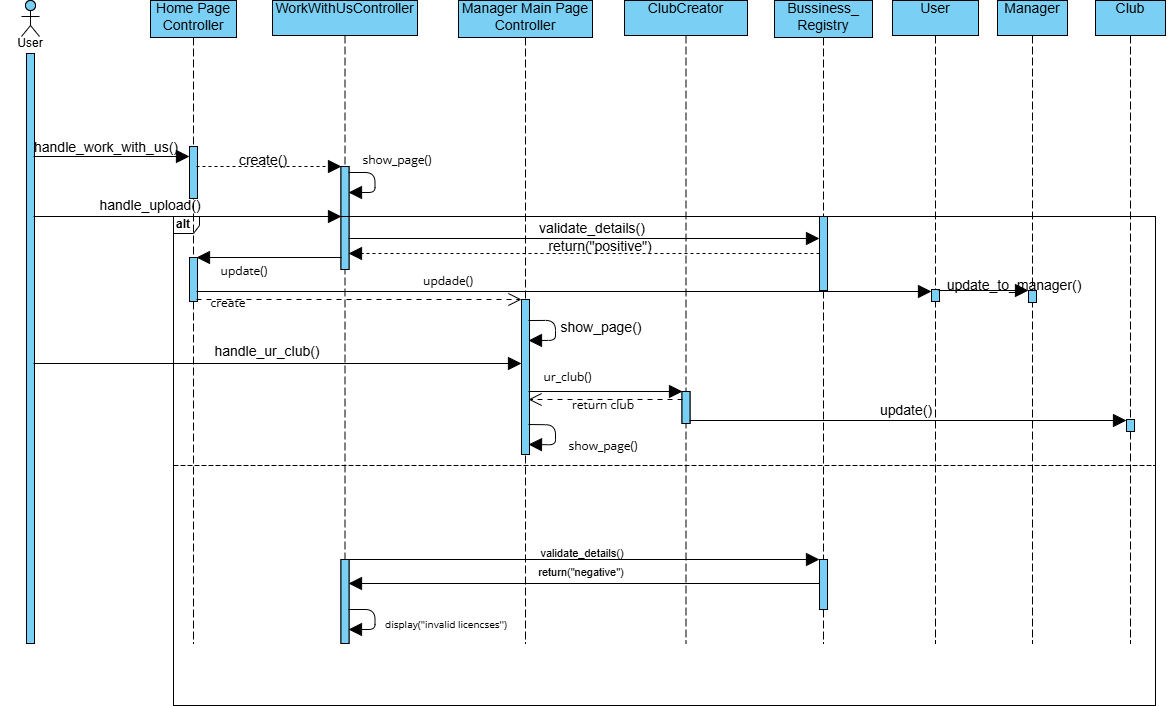 User
Home Page
Controller
WorkWithUsController
Manager Main Page
Controller
ClubCreator
Bussiness_
Registry
User
Manager
Club
handle_work_with_us()
create()
show_page()
handle_upload()
alt
validate_details()
return("positive")
update()
updade()
update_to_manager()
create
show_page()
handle_ur_club()
ur_club()
return club
update()
show_page()
validate_details()
return("negative")
display("invalid licencses")